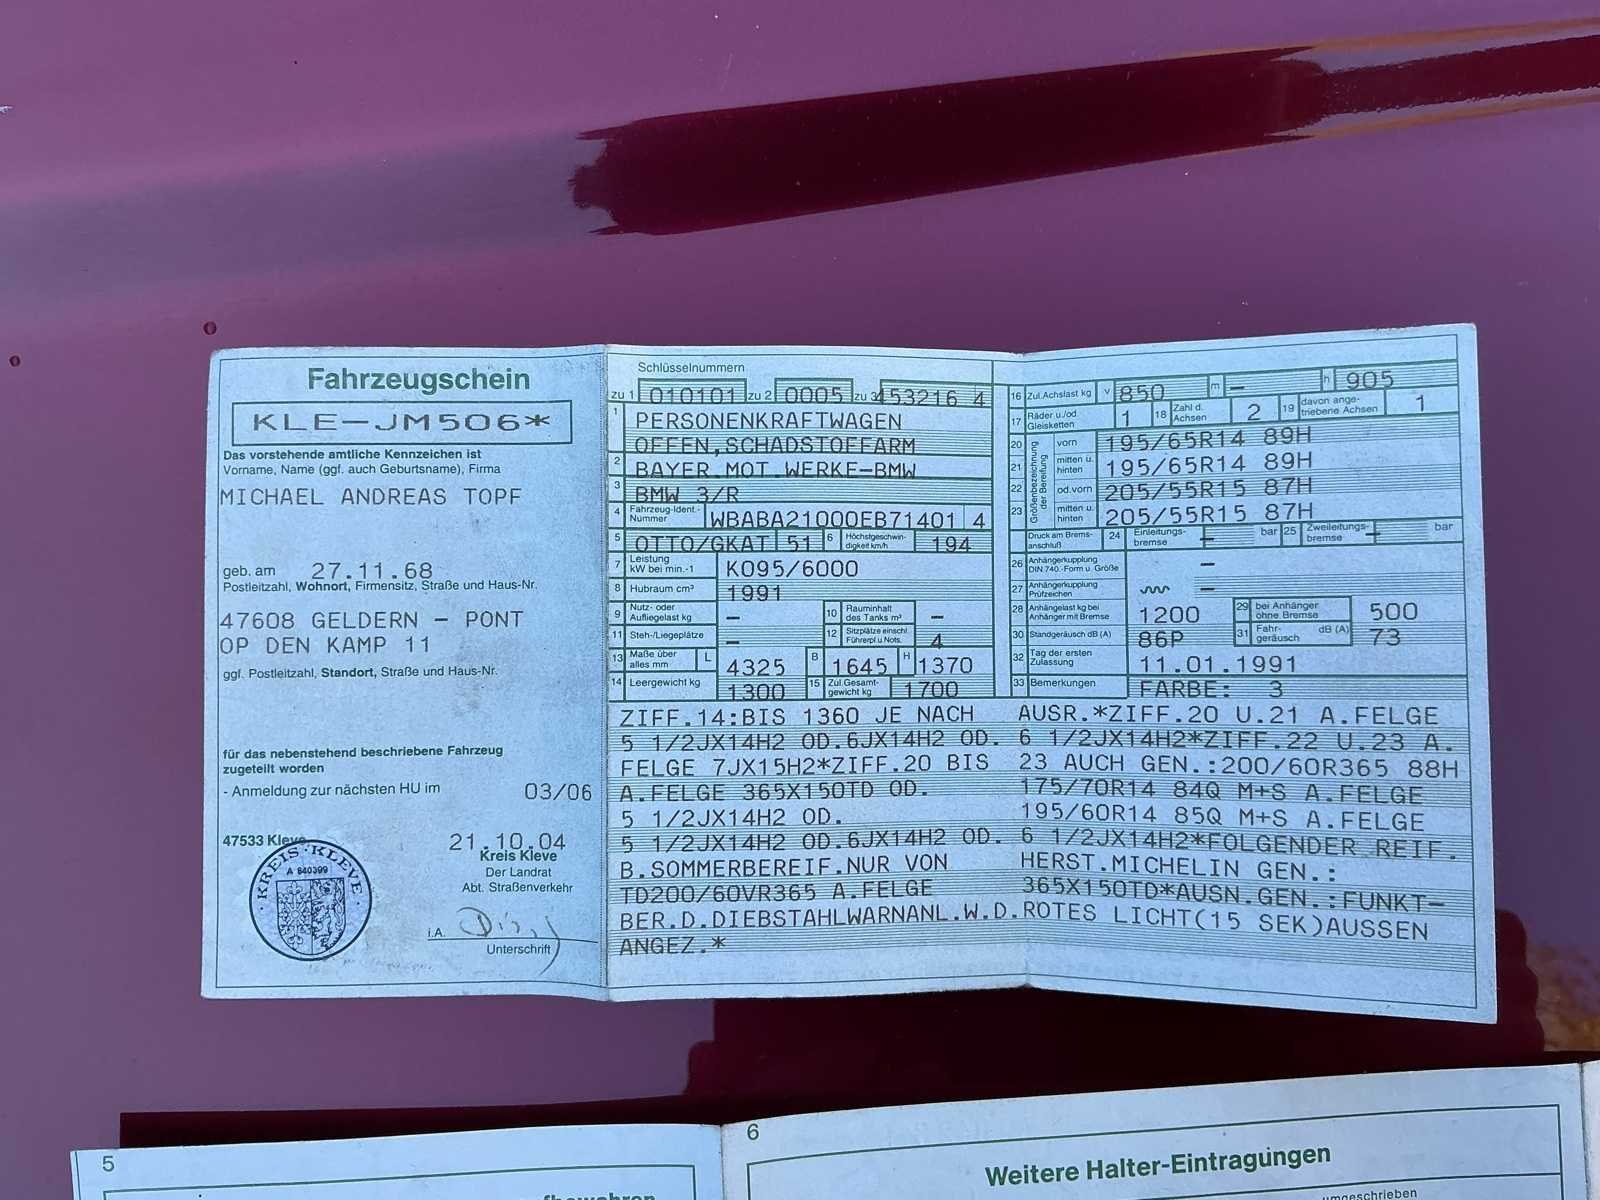 Fahrzeugschein
KLE-JM506*
Das vorstehende amtliche Kennzeichen ist
Vorname, Name (ggf. auch Geburtsname), Firma
MICHAEL ANDREAS TOPF
geb. am 27.11.68
Postleitzahl, Wohnort, Firmensitz, Straße und Haus-Nr.
47608 GELDERN - PONT
OP DEN KAMP 11
ggf. Postleitzahl, Standort, Straße und Haus-Nr.
für das nebenstehend beschriebene Fahrzeug
zugeteilt worden
- Anmeldung zur nächsten HU im 03/06
47533 Kleve 21.10.04
Kreis Kleve
Der Landrat
Abt. Straßenverkehr
KREIS · KLEVE
A 840399
i.A.
Unterschrift
Schlüsselnummern
zu 1 010101 zu 2 0005 zu 3 453216 4
1 PERSONENKRAFTWAGEN
OFFEN,SCHADSTOFFARM
2 BAYER.MOT.WERKE-BMW
3 BMW 3/R
4 Fahrzeug-Ident.-Nummer WBABA21000EB71401 4
5 OTTO/GKAT 51 6 Höchstgeschwindigkeit km/h 194
7 Leistung kW bei min.-1 K095/6000
8 Hubraum cm³ 1991
9 Nutz- oder Aufliegelast kg – 10 Rauminhalt des Tanks m³ –
11 Steh-/Liegeplätze – 12 Sitzplätze einschl. Führerpl.u.Nots. 4
13 Maße über alles mm L 4325 B 1645 H 1370
14 Leergewicht kg 1300 15 Zul.Gesamtgewicht kg 1700
16 Zul.Achslast kg v 850 m – h 905
17 Räder u./od. Gleisketten 1 18 Zahl d. Achsen 2 19 davon angetriebene Achsen 1
Größenbezeichnung der Bereifung
20 vorn 195/65R14 89H
21 mitten u. hinten 195/65R14 89H
22 od.vorn 205/55R15 87H
23 mitten u. hinten 205/55R15 87H
Druck am Bremsanschluß 24 Einleitungsbremse – bar 25 Zweileitungsbremse – bar
26 Anhängerkupplung DIN 740.-Form u. Größe –
27 Anhängerkupplung Prüfzeichen –
28 Anhängelast kg bei Anhänger mit Bremse 1200 29 bei Anhänger ohne Bremse 500
30 Standgeräusch dB (A) 86P 31 Fahrgeräusch dB (A) 73
32 Tag der ersten Zulassung 11.01.1991
33 Bemerkungen FARBE: 3
ZIFF.14:BIS 1360 JE NACH AUSR.*ZIFF.20 U.21 A.FELGE
5 1/2JX14H2 OD.6JX14H2 OD. 6 1/2JX14H2*ZIFF.22 U.23 A.
FELGE 7JX15H2*ZIFF.20 BIS 23 AUCH GEN.:200/60R365 88H
A.FELGE 365X150TD OD. 175/70R14 84Q M+S A.FELGE
5 1/2JX14H2 OD. 195/60R14 85Q M+S A.FELGE
5 1/2JX14H2 OD.6JX14H2 OD. 6 1/2JX14H2*FOLGENDER REIF.
B.SOMMERBEREIF.NUR VON HERST.MICHELIN GEN.:
TD200/60VR365 A.FELGE 365X150TD*AUSN.GEN.:FUNKT-
BER.D.DIEBSTAHLWARNANL.W.D.ROTES LICHT(15 SEK)AUSSEN
ANGEZ.*
5
6
Weitere Halter-Eintragungen